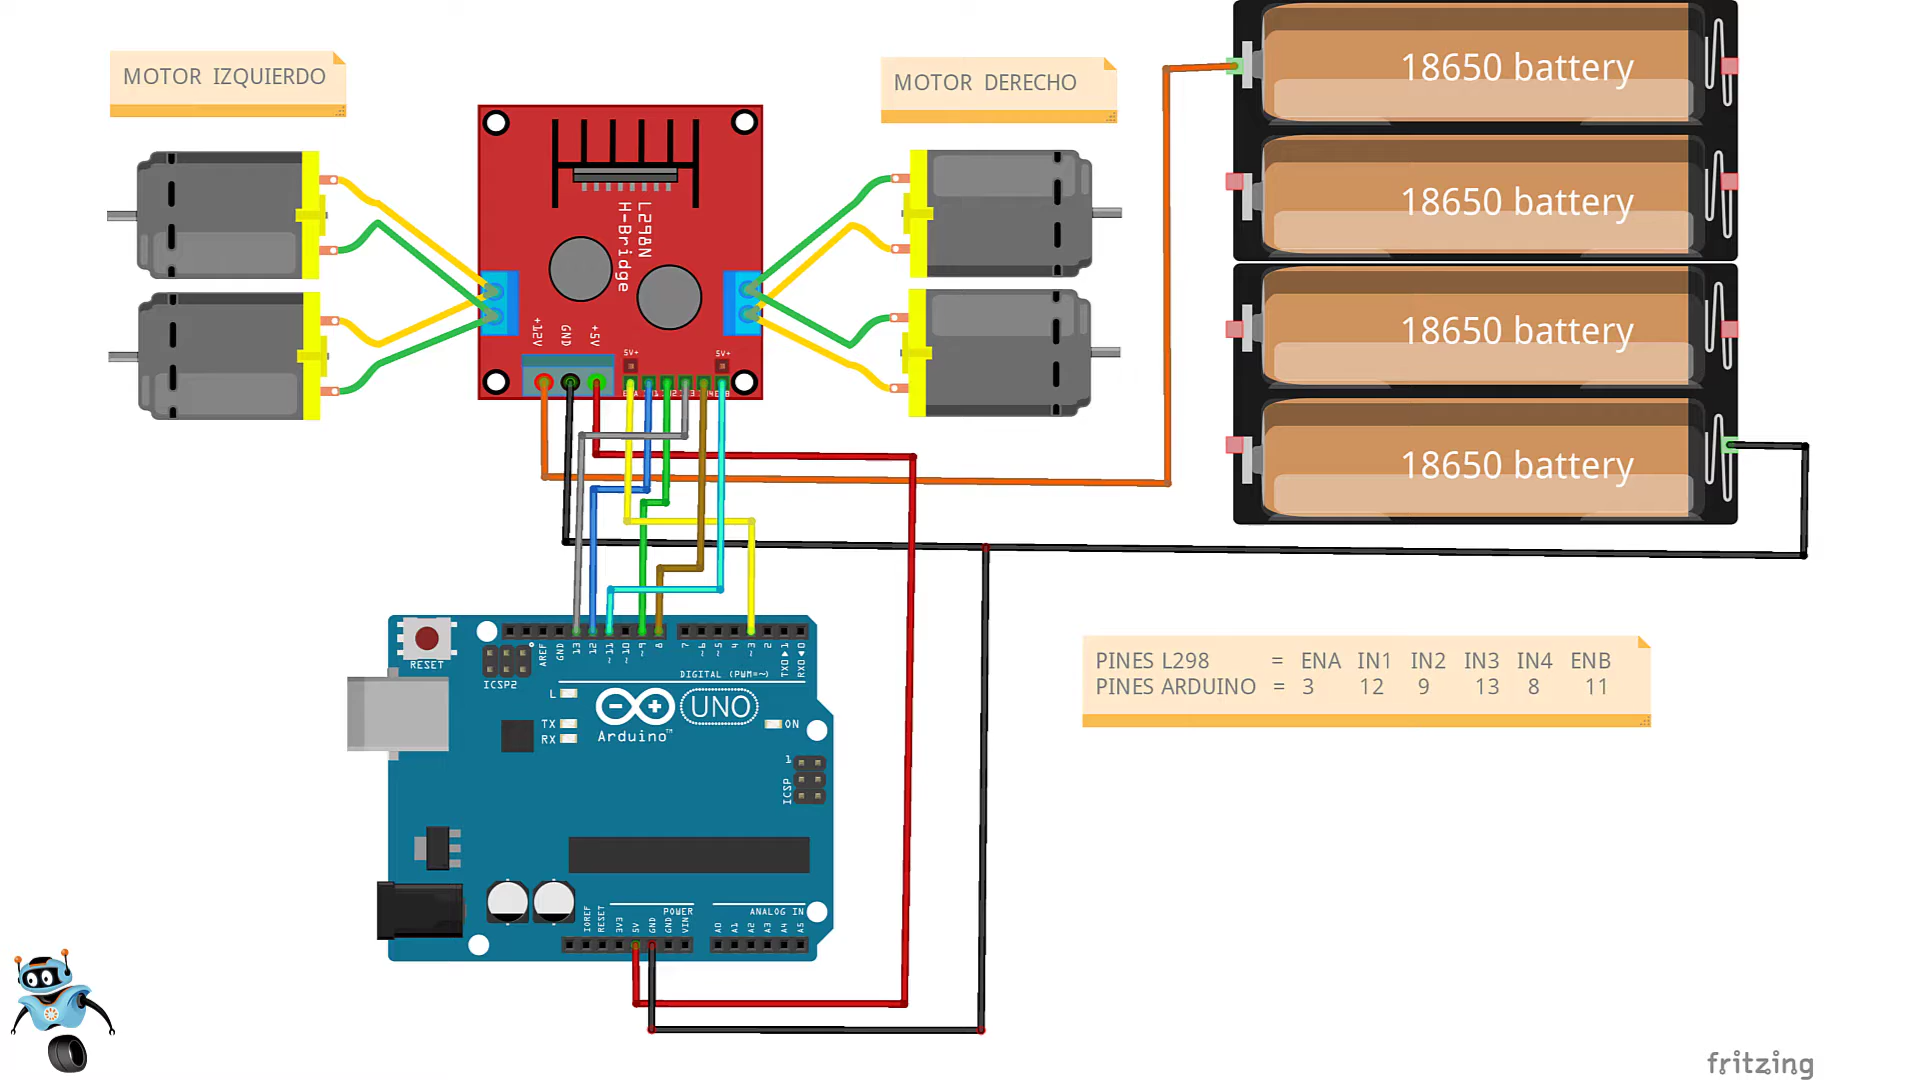 MOTOR IZQUIERDO
MOTOR DERECHO
18650 battery
18650 battery
18650 battery
18650 battery
L298N
H-Bridge
+12V
GND
+5V
5V+
5V+
RESET
ICSP2
AREF
GND
13
12
~11
~10
~9
8
7
~6
~5
4
~3
2
TX0▶1
RX0◀0
DIGITAL (PWM=~)
L
TX
RX
UNO
Arduino™
ON
1
ICSP
PINES L298 = ENA IN1 IN2 IN3 IN4 ENB
PINES ARDUINO = 3 12 9 13 8 11
POWER
ANALOG IN
IOREF
RESET
3V3
5V
GND
GND
VIN
A0
A1
A2
A3
A4
A5
fritzing